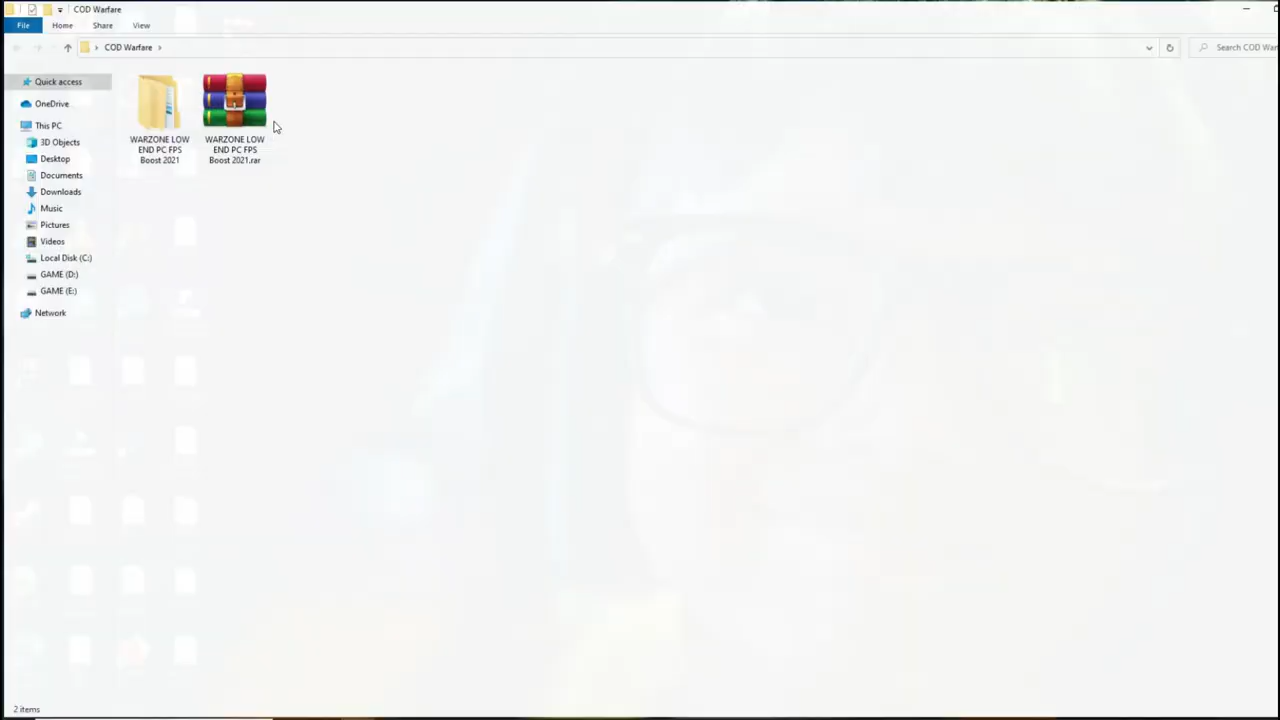 COD Warfare
File Home Share View
COD Warfare
Search COD War
Quick access
OneDrive
This PC
3D Objects
Desktop
Documents
Downloads
Music
Pictures
Videos
Local Disk (C:)
GAME (D:)
GAME (E:)
Network
WARZONE LOW
END PC FPS
Boost 2021
WARZONE LOW
END PC FPS
Boost 2021.rar
2 items